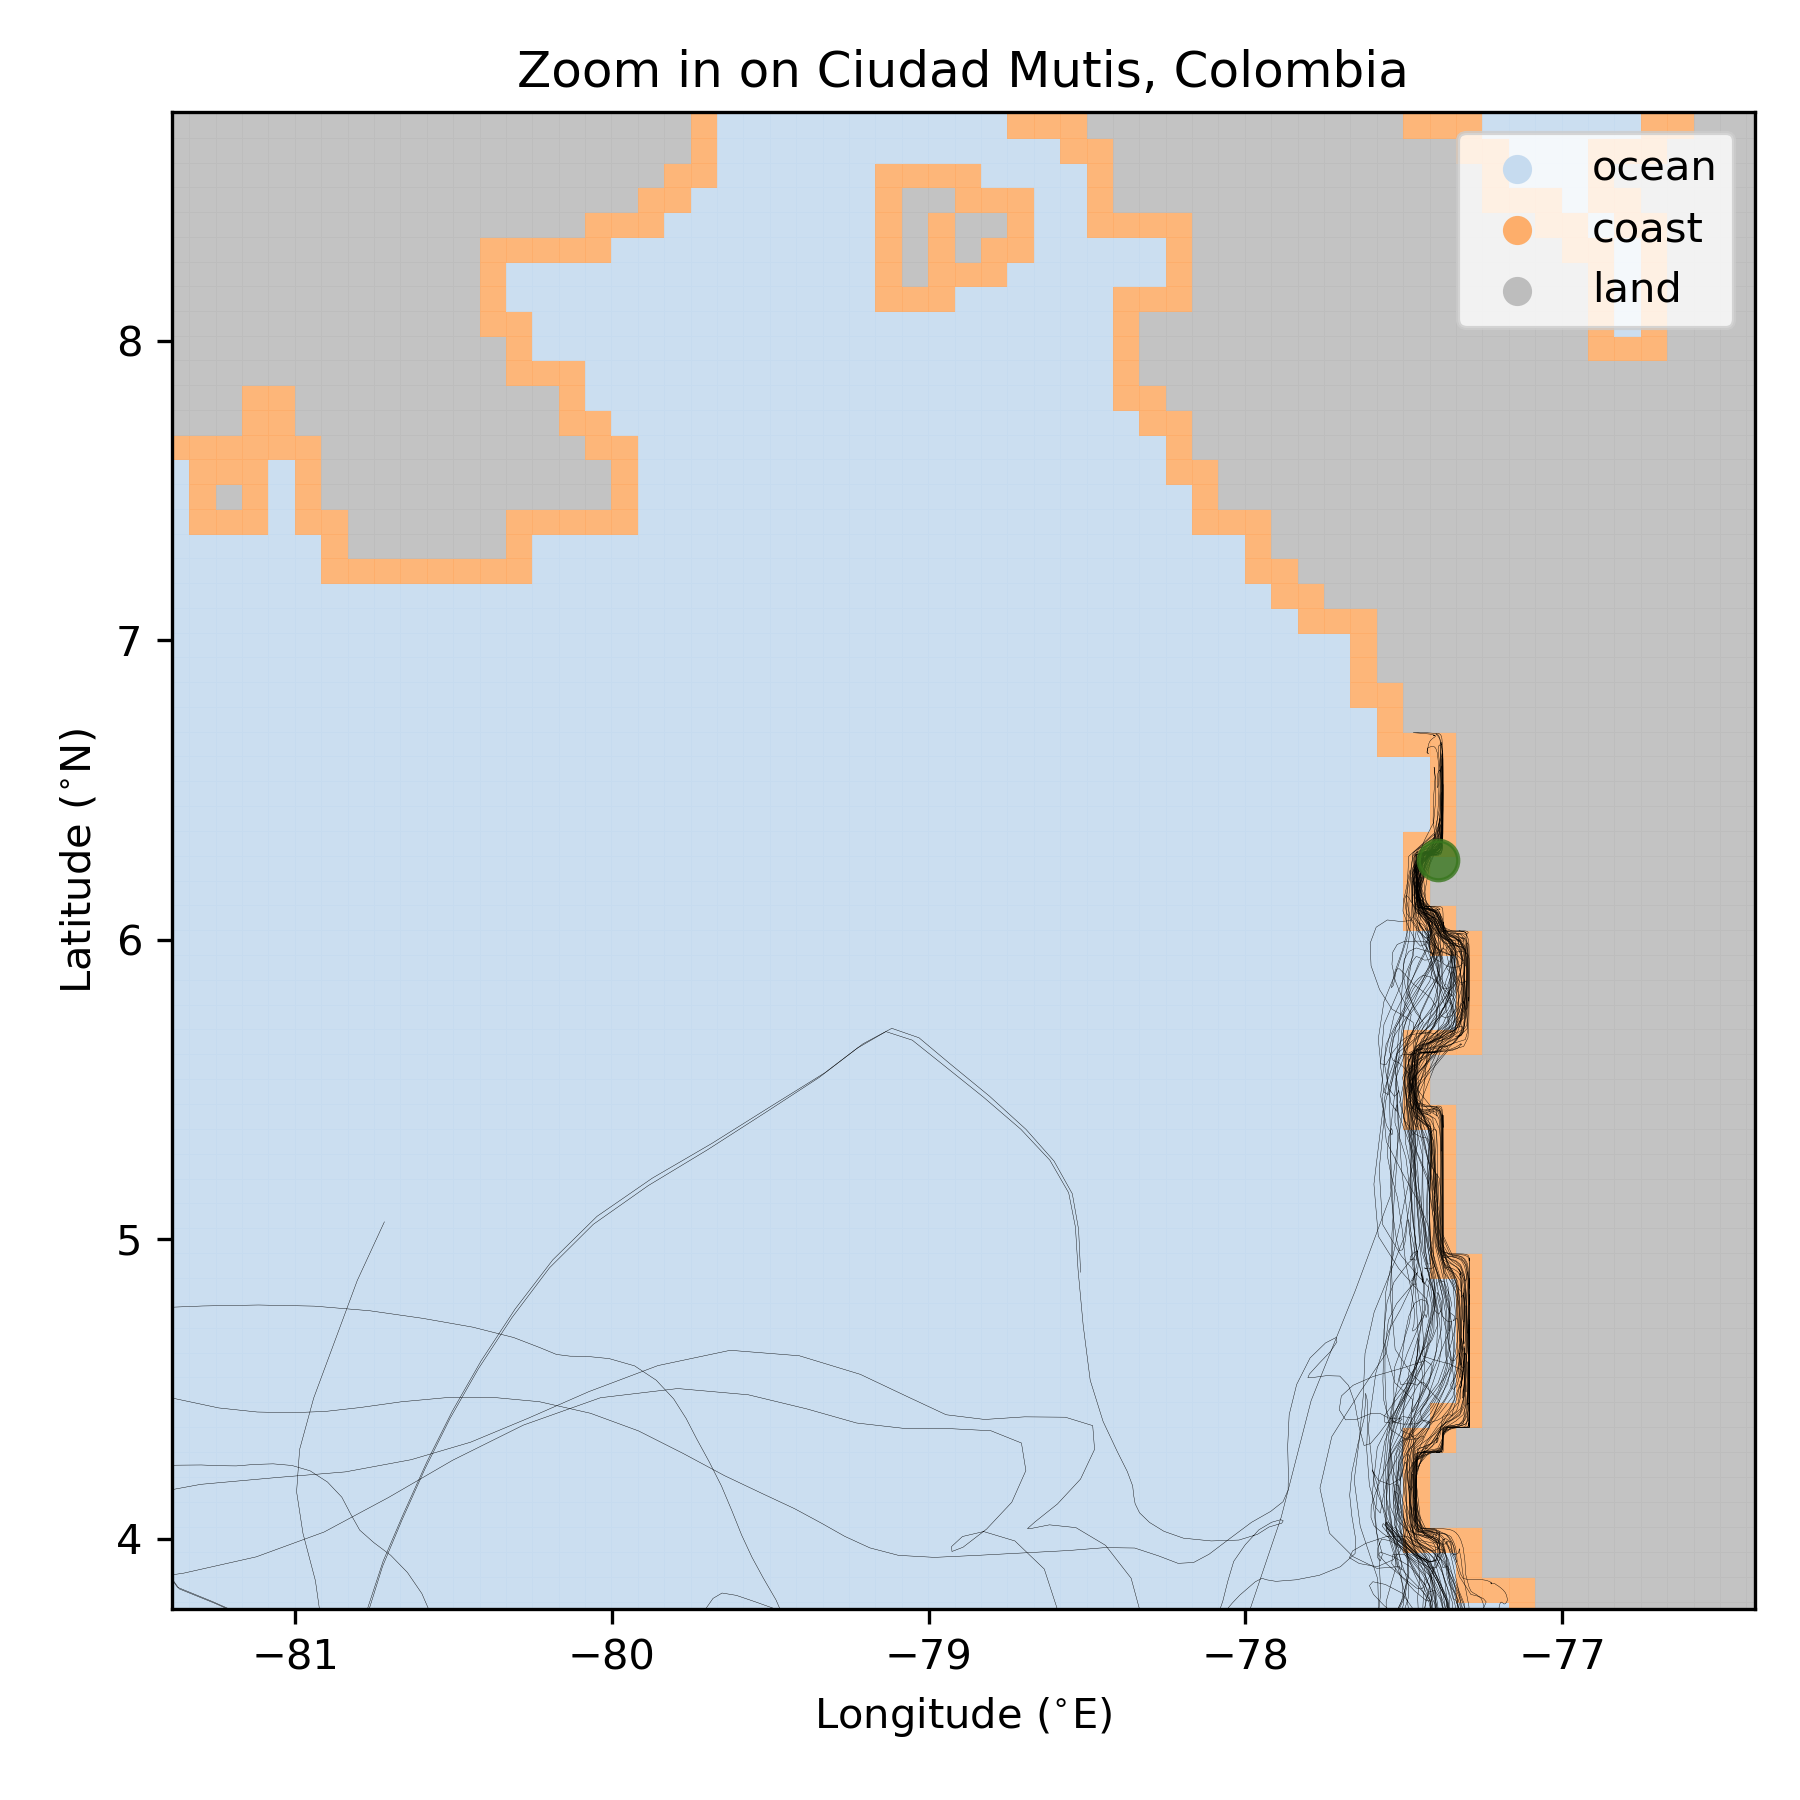 Zoom in on Ciudad Mutis, Colombia
ocean
coast
land
8
7
6
5
4
Latitude (°N)
−81
−80
−79
−78
−77
Longitude (°E)